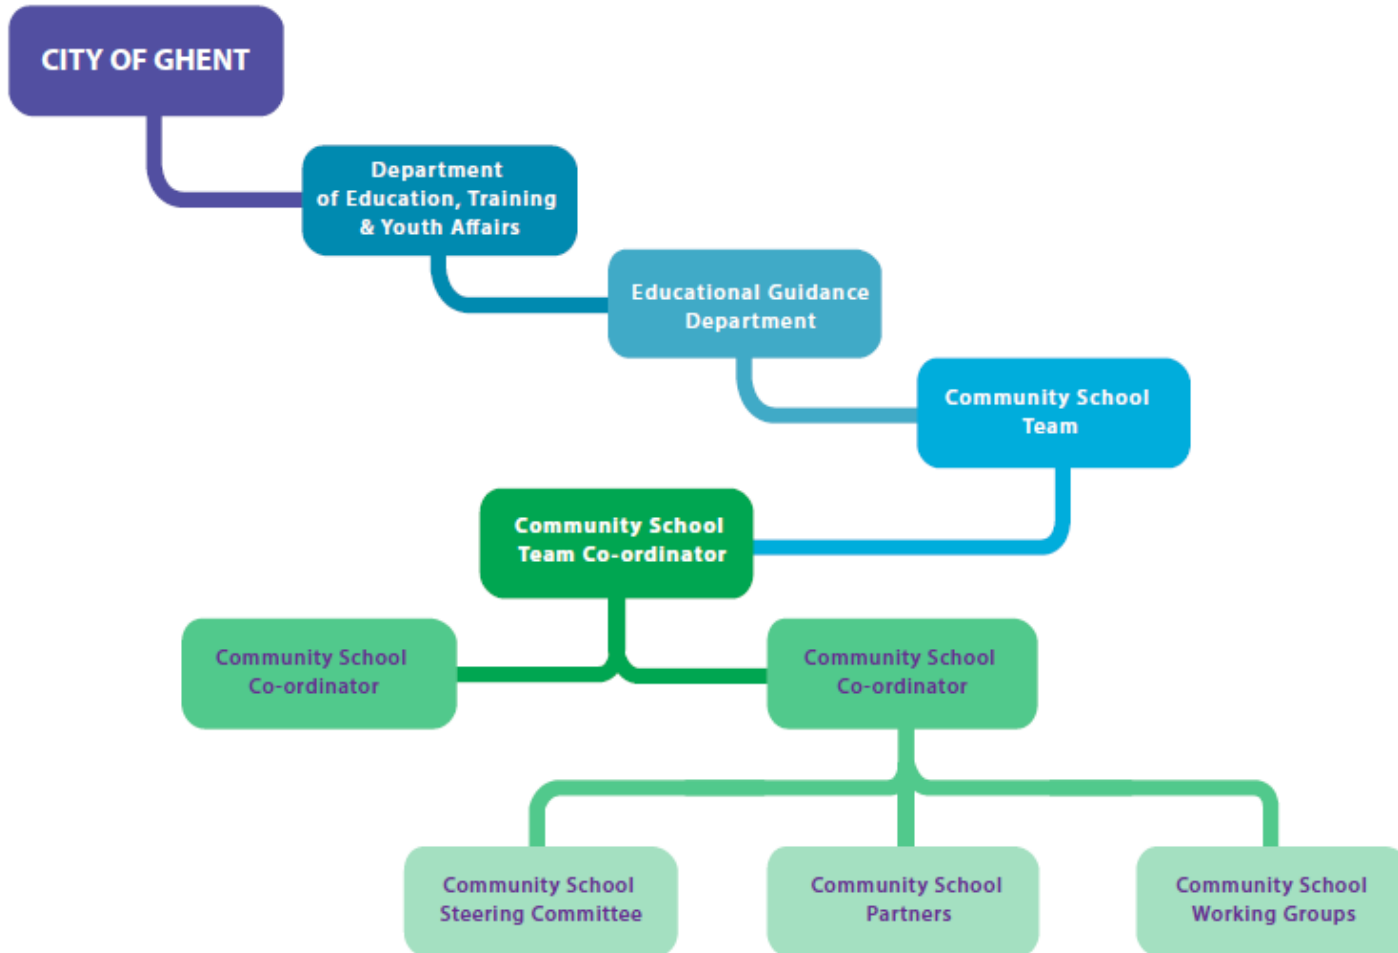 CITY OF GHENT
Department
of Education, Training
& Youth Affairs
Educational Guidance
Department
Community School
Team
Community School
Team Co-ordinator
Community School
Co-ordinator
Community School
Co-ordinator
Community School
Steering Committee
Community School
Partners
Community School
Working Groups